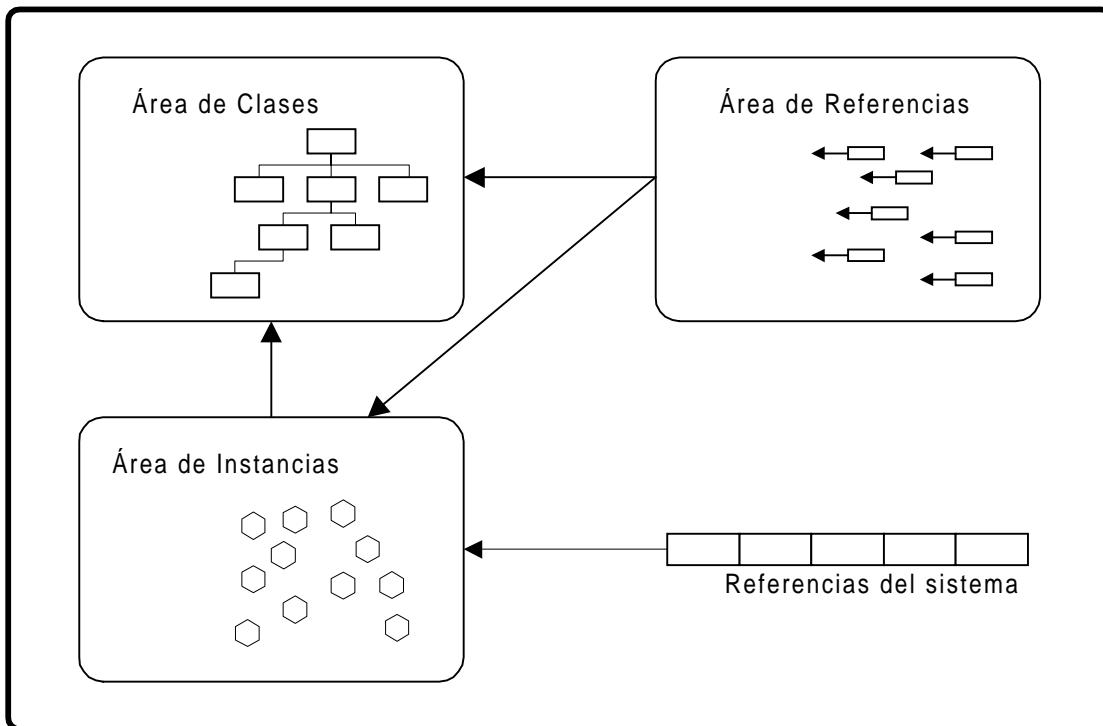 Área de Clases
Área de Referencias
Área de Instancias
Referencias del sistema